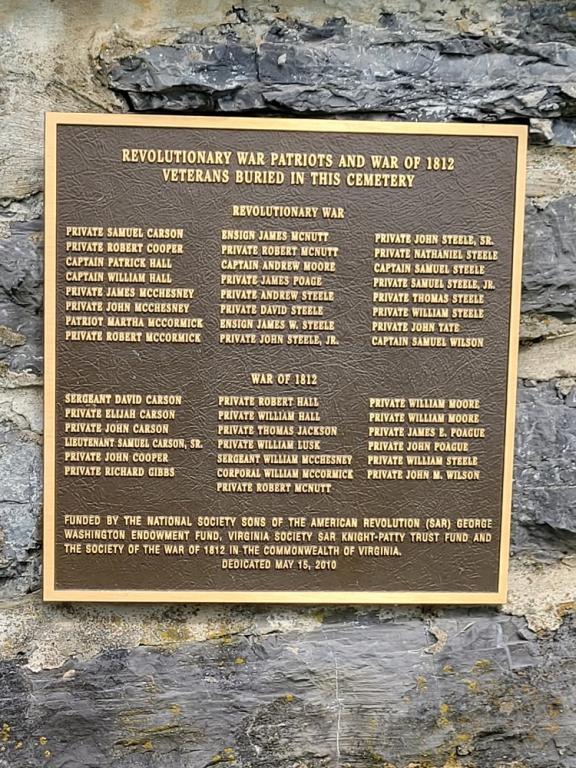 REVOLUTIONARY WAR PATRIOTS AND WAR OF 1812
VETERANS BURIED IN THIS CEMETERY
REVOLUTIONARY WAR
PRIVATE SAMUEL CARSON
PRIVATE ROBERT COOPER
CAPTAIN PATRICK HALL
CAPTAIN WILLIAM HALL
PRIVATE JAMES MCCHESNEY
PRIVATE JOHN MCCHESNEY
PATRIOT MARTHA MCCORMICK
PRIVATE ROBERT MCCORMICK
ENSIGN JAMES MCNUTT
PRIVATE ROBERT MCNUTT
CAPTAIN ANDREW MOORE
PRIVATE JAMES POAGE
PRIVATE ANDREW STEELE
PRIVATE DAVID STEELE
ENSIGN JAMES W. STEELE
PRIVATE JOHN STEELE, JR.
PRIVATE JOHN STEELE, SR.
PRIVATE NATHANIEL STEELE
CAPTAIN SAMUEL STEELE
PRIVATE SAMUEL STEELE, JR.
PRIVATE THOMAS STEELE
PRIVATE WILLIAM STEELE
PRIVATE JOHN TATE
CAPTAIN SAMUEL WILSON
WAR OF 1812
SERGEANT DAVID CARSON
PRIVATE ELIJAH CARSON
PRIVATE JOHN CARSON
LIEUTENANT SAMUEL CARSON, SR.
PRIVATE JOHN COOPER
PRIVATE RICHARD GIBBS
PRIVATE ROBERT HALL
PRIVATE WILLIAM HALL
PRIVATE THOMAS JACKSON
PRIVATE WILLIAM LUSK
SERGEANT WILLIAM MCCHESNEY
CORPORAL WILLIAM MCCORMICK
PRIVATE ROBERT MCNUTT
PRIVATE WILLIAM MOORE
PRIVATE WILLIAM MOORE
PRIVATE JAMES E. POAGUE
PRIVATE JOHN POAGUE
PRIVATE WILLIAM STEELE
PRIVATE JOHN M. WILSON
FUNDED BY THE NATIONAL SOCIETY SONS OF THE AMERICAN REVOLUTION (SAR) GEORGE
WASHINGTON ENDOWMENT FUND, VIRGINIA SOCIETY SAR KNIGHT-PATTY TRUST FUND AND
THE SOCIETY OF THE WAR OF 1812 IN THE COMMONWEALTH OF VIRGINIA.
DEDICATED MAY 15, 2010